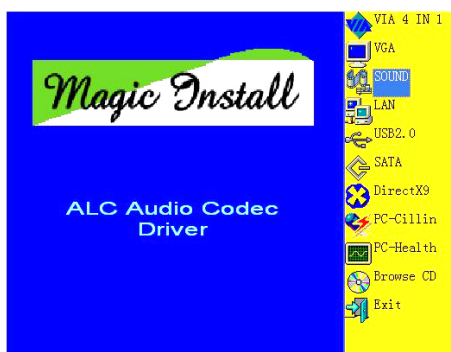 Magic Install
ALC Audio Codec
Driver
VIA 4 IN 1
VGA
SOUND
LAN
USB2.0
SATA
DirectX9
PC-Cillin
PC-Health
Browse CD
Exit